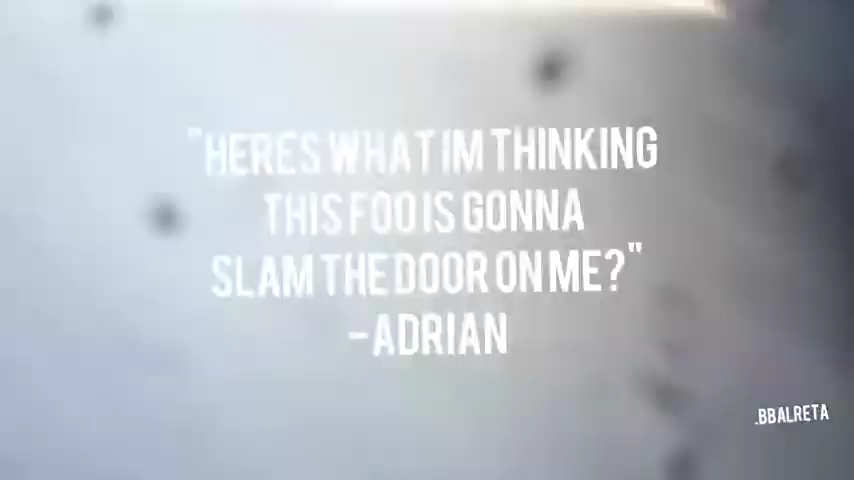 "HERES WHAT IM THINKING
THIS FOO IS GONNA
SLAM THE DOOR ON ME?"
-ADRIAN
.BBALRETA